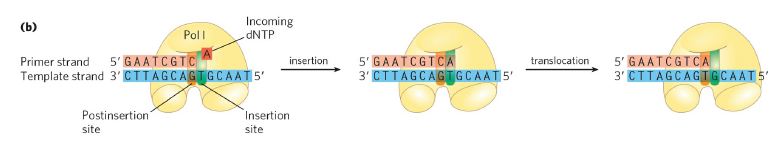 (b)
Pol I
Incoming
dNTP
A
Primer strand 5′ GAATCGTC
Template strand 3′ CTTAGCAGTGCAAT 5′
Postinsertion
site
Insertion
site
insertion
5′ GAATCGTCA
3′ CTTAGCAGTGCAAT 5′
translocation
5′ GAATCGTCA
3′ CTTAGCAGTGCAAT 5′